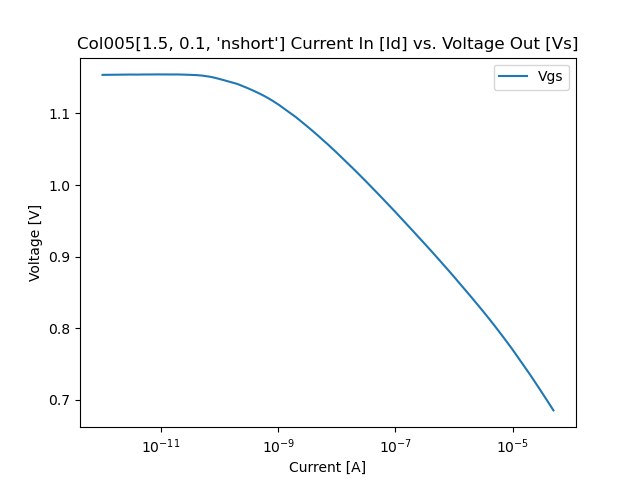 Col005[1.5, 0.1, 'nshort'] Current In [Id] vs. Voltage Out [Vs]
Vgs
1.1
1.0
0.9
0.8
0.7
Voltage [V]
10⁻¹¹ 10⁻⁹ 10⁻⁷ 10⁻⁵
Current [A]